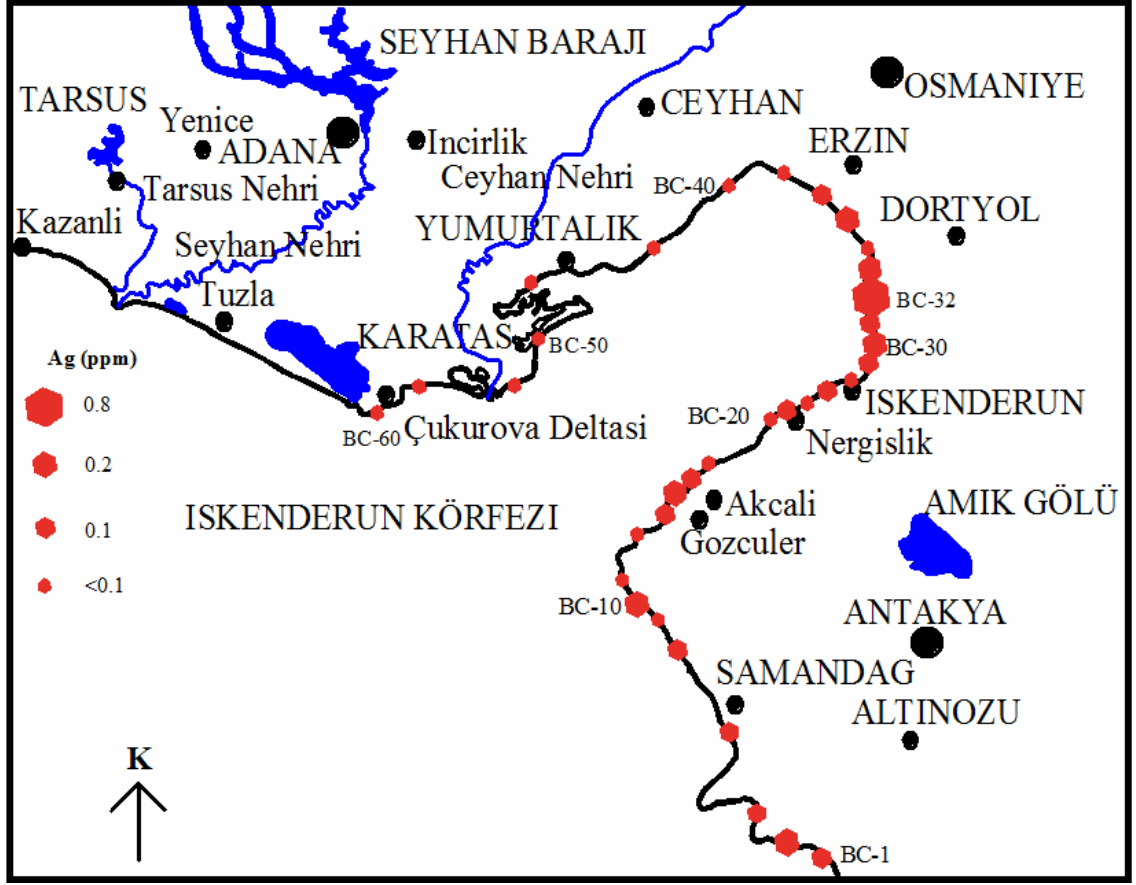 SEYHAN BARAJI
OSMANIYE
TARSUS
CEYHAN
Yenice
ADANA
Incirlik
ERZIN
Tarsus Nehri
Ceyhan Nehri
BC-40
DORTYOL
Kazanli
YUMURTALIK
Seyhan Nehri
Tuzla
BC-32
KARATAS
BC-50
BC-30
Ag (ppm)
0.8
ISKENDERUN
BC-20
BC-60
Çukurova Deltasi
Nergislik
0.2
AMIK GÖLÜ
Akcali
ISKENDERUN KÖRFEZI
0.1
Gozculer
<0.1
BC-10
ANTAKYA
SAMANDAG
ALTINOZU
K
BC-1